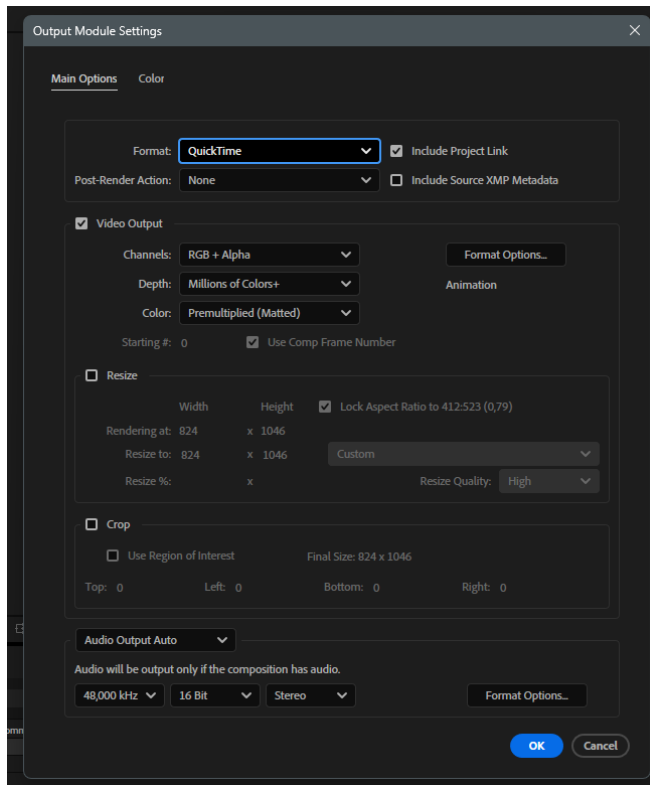 Output Module Settings
Main Options Color
Format: QuickTime Include Project Link
Post-Render Action: None Include Source XMP Metadata
Video Output
Channels: RGB + Alpha Format Options...
Depth: Millions of Colors+ Animation
Color: Premultiplied (Matted)
Starting #: 0 Use Comp Frame Number
Resize
Width Height Lock Aspect Ratio to 412:523 (0,79)
Rendering at: 824 x 1046
Resize to: 824 x 1046 Custom
Resize %: x Resize Quality: High
Crop
Use Region of Interest Final Size: 824 x 1046
Top: 0 Left: 0 Bottom: 0 Right: 0
Audio Output Auto
Audio will be output only if the composition has audio.
48,000 kHz 16 Bit Stereo Format Options...
OK Cancel